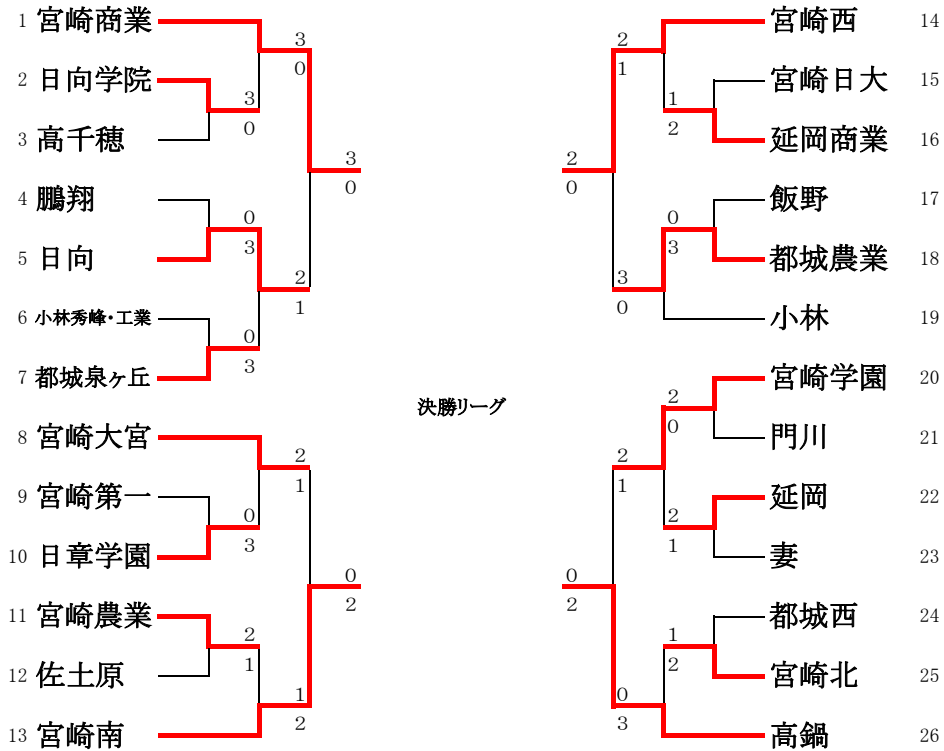 1 宮崎商業
2 日向学院
3 高千穂
4 鵬翔
5 日向
6 小林秀峰・工業
7 都城泉ヶ丘
8 宮崎大宮
9 宮崎第一
10 日章学園
11 宮崎農業
12 佐土原
13 宮崎南
3
0
3
0
0
3
0
3
2
1
3
0
2
1
0
3
2
1
1
2
0
2
決勝リーグ
2
0
2
1
1
2
0
3
3
0
2
0
2
1
2
1
1
2
0
3
0
2
宮崎西 14
宮崎日大 15
延岡商業 16
飯野 17
都城農業 18
小林 19
宮崎学園 20
門川 21
延岡 22
妻 23
都城西 24
宮崎北 25
高鍋 26